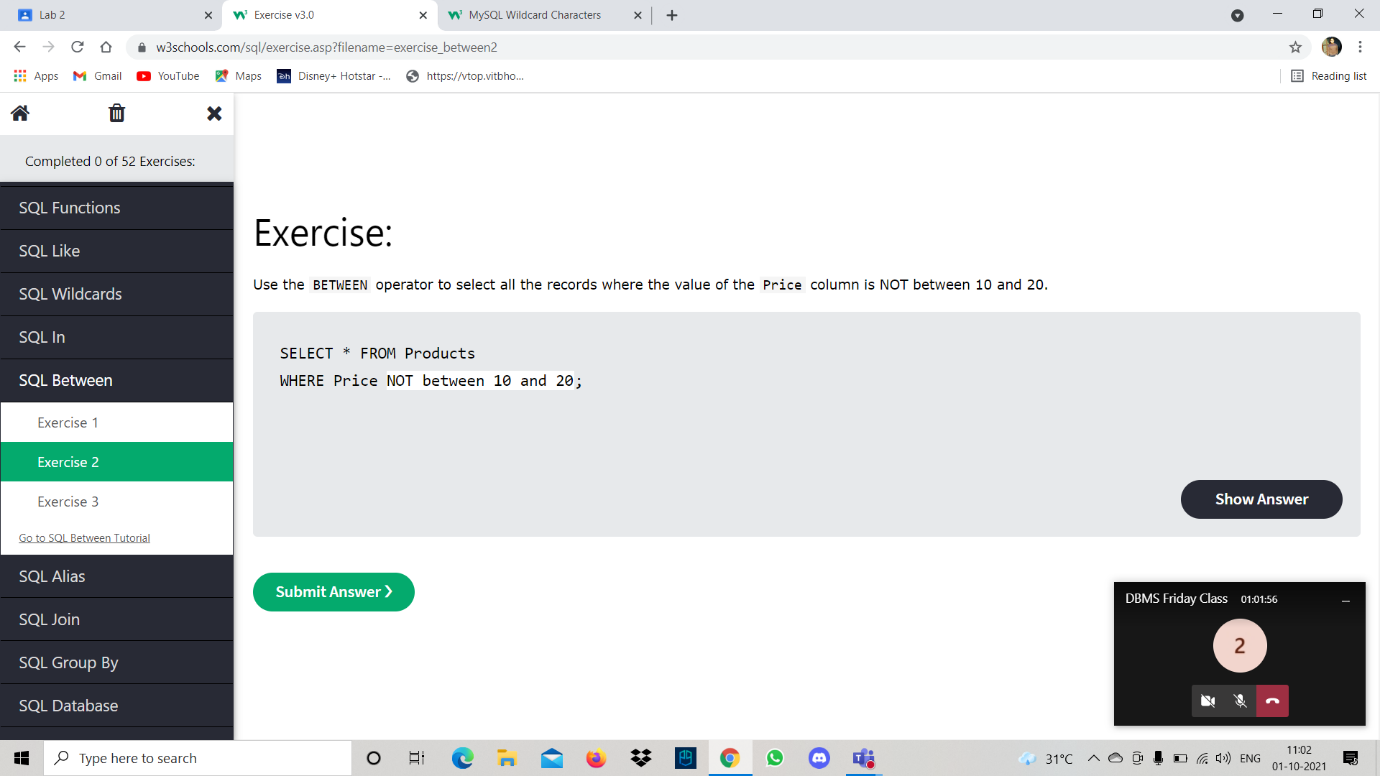 Lab 2
Exercise v3.0
MySQL Wildcard Characters
w3schools.com/sql/exercise.asp?filename=exercise_between2
Apps
Gmail
YouTube
Maps
Disney+ Hotstar -...
https://vtop.vitbho...
Reading list
Completed 0 of 52 Exercises:
SQL Functions
SQL Like
SQL Wildcards
SQL In
SQL Between
Exercise 1
Exercise 2
Exercise 3
Go to SQL Between Tutorial
SQL Alias
SQL Join
SQL Group By
SQL Database
Exercise:
Use the BETWEEN operator to select all the records where the value of the Price column is NOT between 10 and 20.
SELECT * FROM Products
WHERE Price NOT between 10 and 20;
Show Answer
Submit Answer ❯
DBMS Friday Class 01:01:56
2
Type here to search
31°C
ENG
11:02
01-10-2021